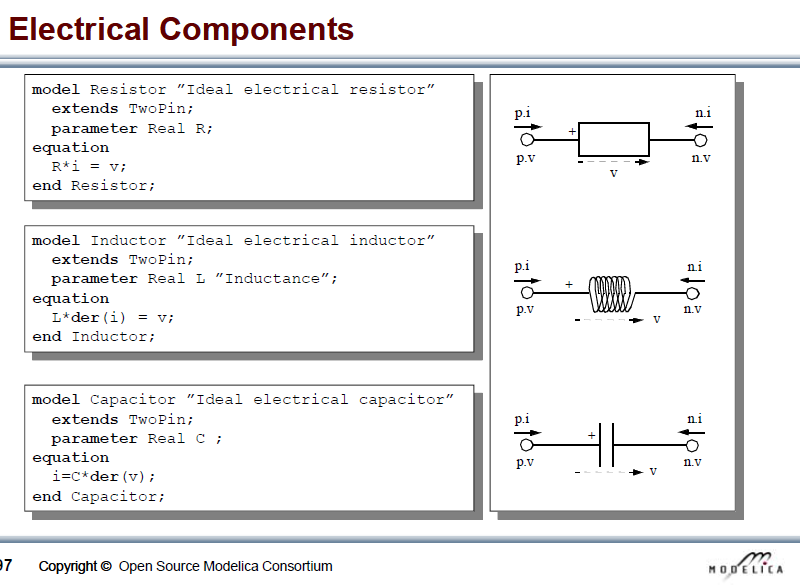 Electrical Components
model Resistor ”Ideal electrical resistor”
extends TwoPin;
parameter Real R;
equation
R*i = v;
end Resistor;
model Inductor ”Ideal electrical inductor”
extends TwoPin;
parameter Real L ”Inductance”;
equation
L*der(i) = v;
end Inductor;
model Capacitor ”Ideal electrical capacitor”
extends TwoPin;
parameter Real C ;
equation
i=C*der(v);
end Capacitor;
p.i n.i
+
p.v n.v
v
p.i n.i
+
p.v n.v
v
p.i n.i
+
p.v n.v
v
97 Copyright © Open Source Modelica Consortium
MODELICA